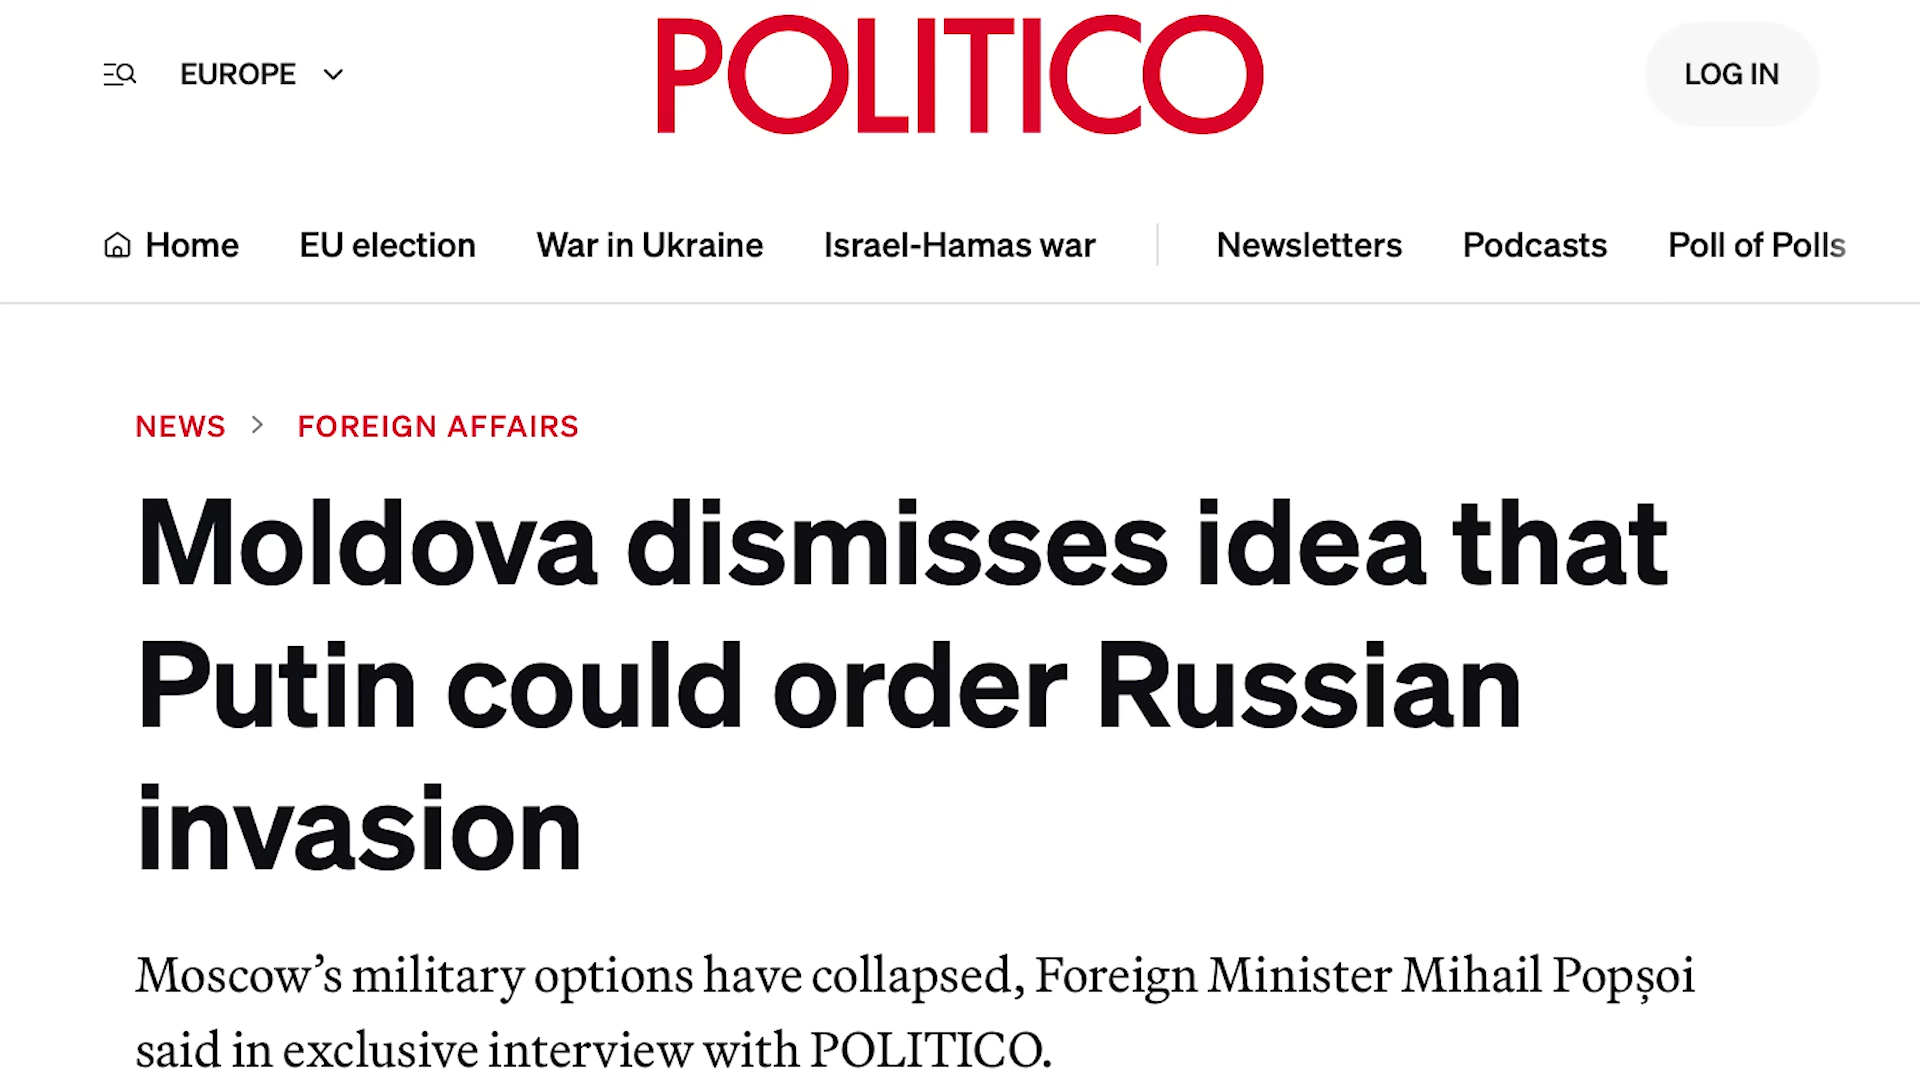 POLITICO
EUROPE
LOG IN
Home EU election War in Ukraine Israel-Hamas war Newsletters Podcasts Poll of Polls
NEWS > FOREIGN AFFAIRS
Moldova dismisses idea that
Putin could order Russian
invasion
Moscow’s military options have collapsed, Foreign Minister Mihail Popșoi
said in exclusive interview with POLITICO.